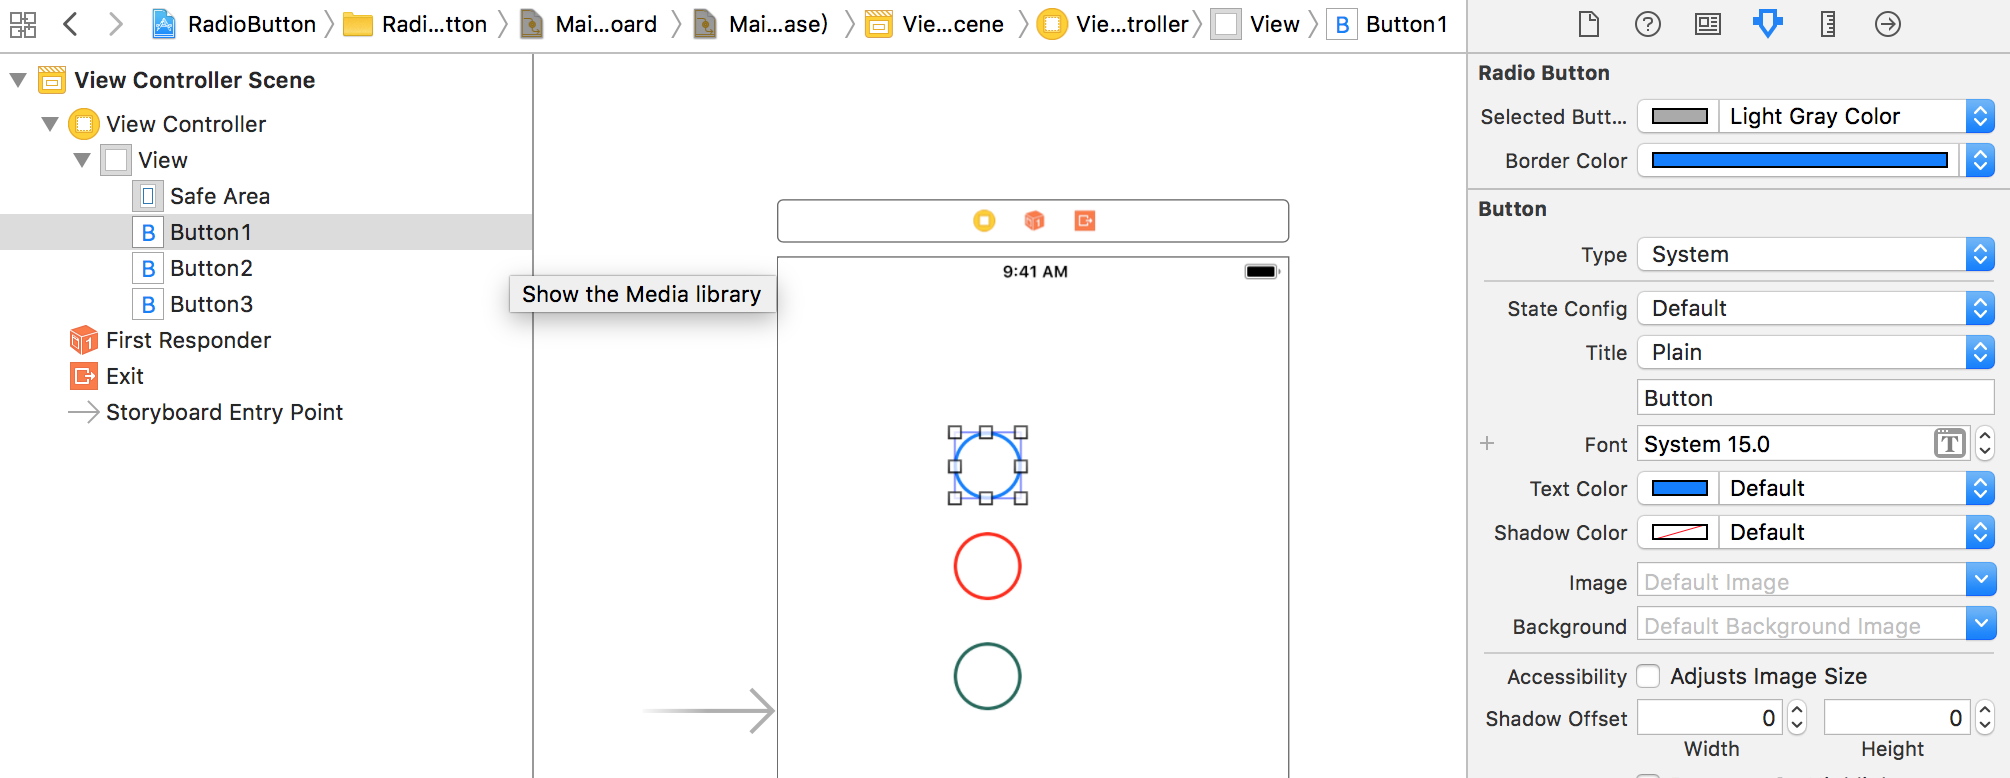 RadioButton Radi...tton Mai...oard Mai...ase) Vie...cene Vie...troller View B Button1
View Controller Scene
View Controller
View
Safe Area
B Button1
B Button2
B Button3
First Responder
Exit
Storyboard Entry Point
Show the Media library
9:41 AM
Radio Button
Selected Butt... Light Gray Color
Border Color
Button
Type System
State Config Default
Title Plain
Button
+ Font System 15.0 T
Text Color Default
Shadow Color Default
Image Default Image
Background Default Background Image
Accessibility Adjusts Image Size
Shadow Offset 0 0
Width Height